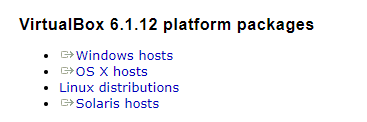 VirtualBox 6.1.12 platform packages
Windows hosts
OS X hosts
Linux distributions
Solaris hosts